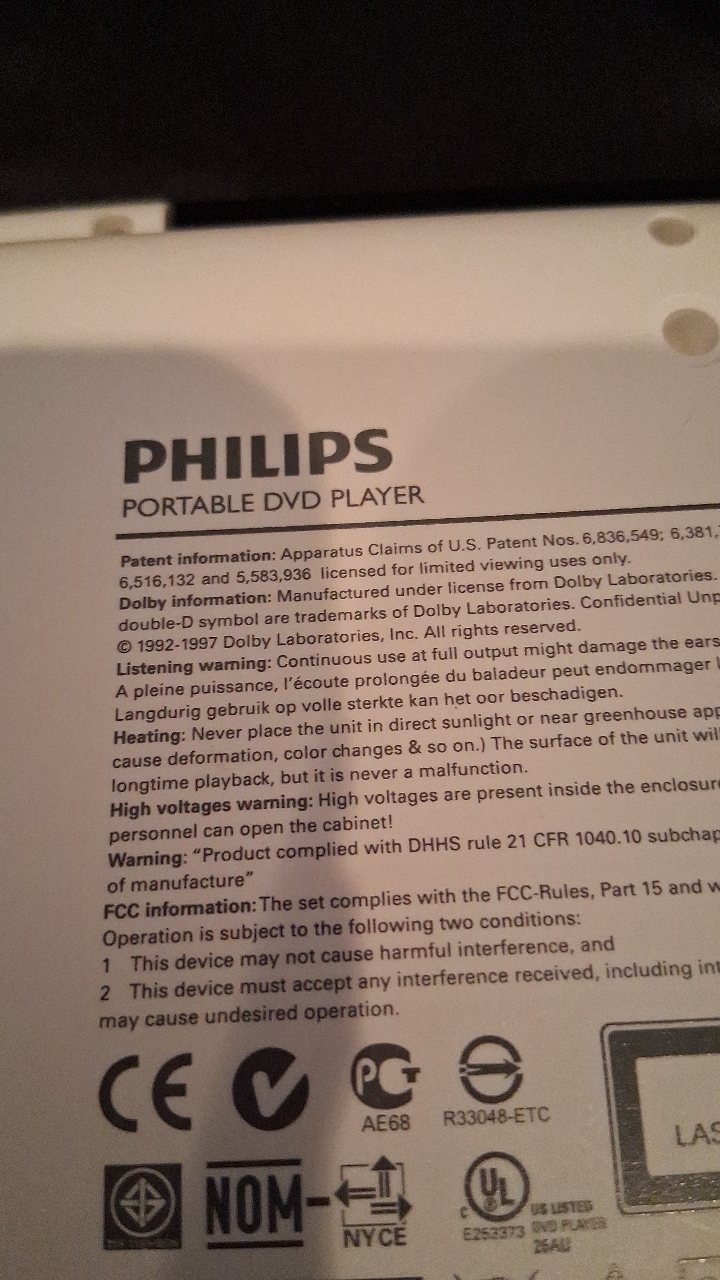 PHILIPS
PORTABLE DVD PLAYER
Patent information: Apparatus Claims of U.S. Patent Nos. 6,836,549; 6,381,
6,516,132 and 5,583,936 licensed for limited viewing uses only.
Dolby information: Manufactured under license from Dolby Laboratories.
double-D symbol are trademarks of Dolby Laboratories. Confidential Unp
© 1992-1997 Dolby Laboratories, Inc. All rights reserved.
Listening warning: Continuous use at full output might damage the ears
A pleine puissance, l'écoute prolongée du baladeur peut endommager l
Langdurig gebruik op volle sterkte kan het oor beschadigen.
Heating: Never place the unit in direct sunlight or near greenhouse app
cause deformation, color changes & so on.) The surface of the unit will
longtime playback, but it is never a malfunction.
High voltages warning: High voltages are present inside the enclosure
personnel can open the cabinet!
Warning: “Product complied with DHHS rule 21 CFR 1040.10 subchap
of manufacture”
FCC information: The set complies with the FCC-Rules, Part 15 and w
Operation is subject to the following two conditions:
1 This device may not cause harmful interference, and
2 This device must accept any interference received, including int
may cause undesired operation.
CE PCT
AE68 R33048-ETC
LAS
NOM- NYCE
c UL ® US LISTED
E253373 DVD PLAYER
26AU